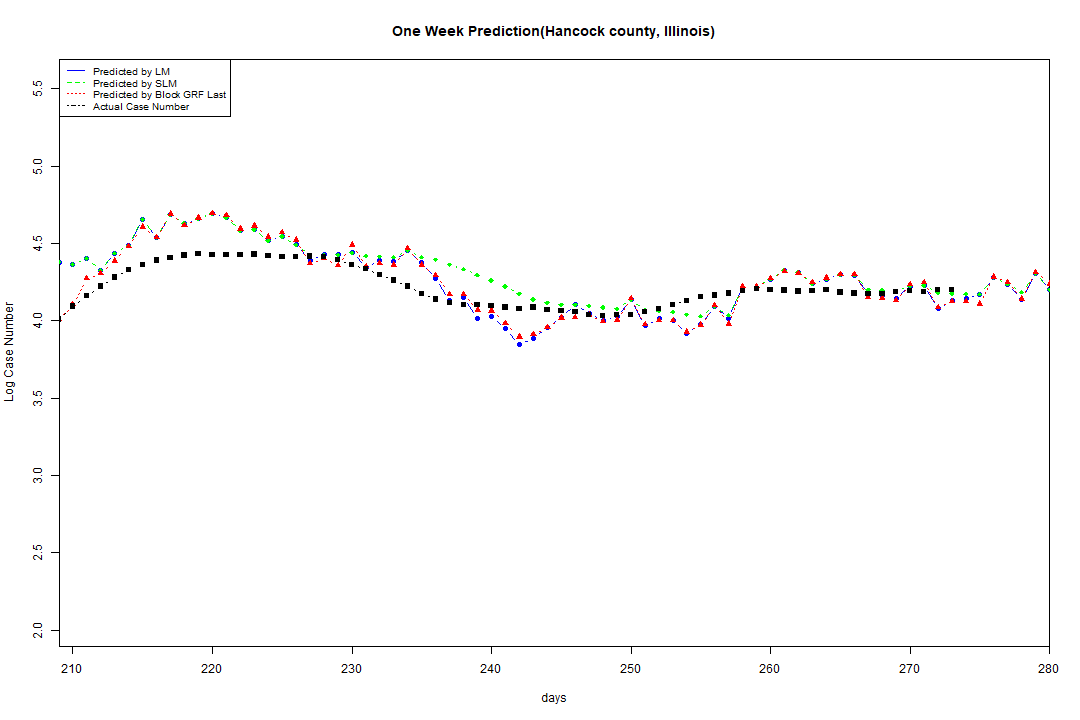 One Week Prediction(Hancock county, Illinois)
Predicted by LM
Predicted by SLM
Predicted by Block GRF Last
Actual Case Number
5.5
5.0
4.5
4.0
3.5
3.0
2.5
2.0
Log Case Number
210 220 230 240 250 260 270 280
days